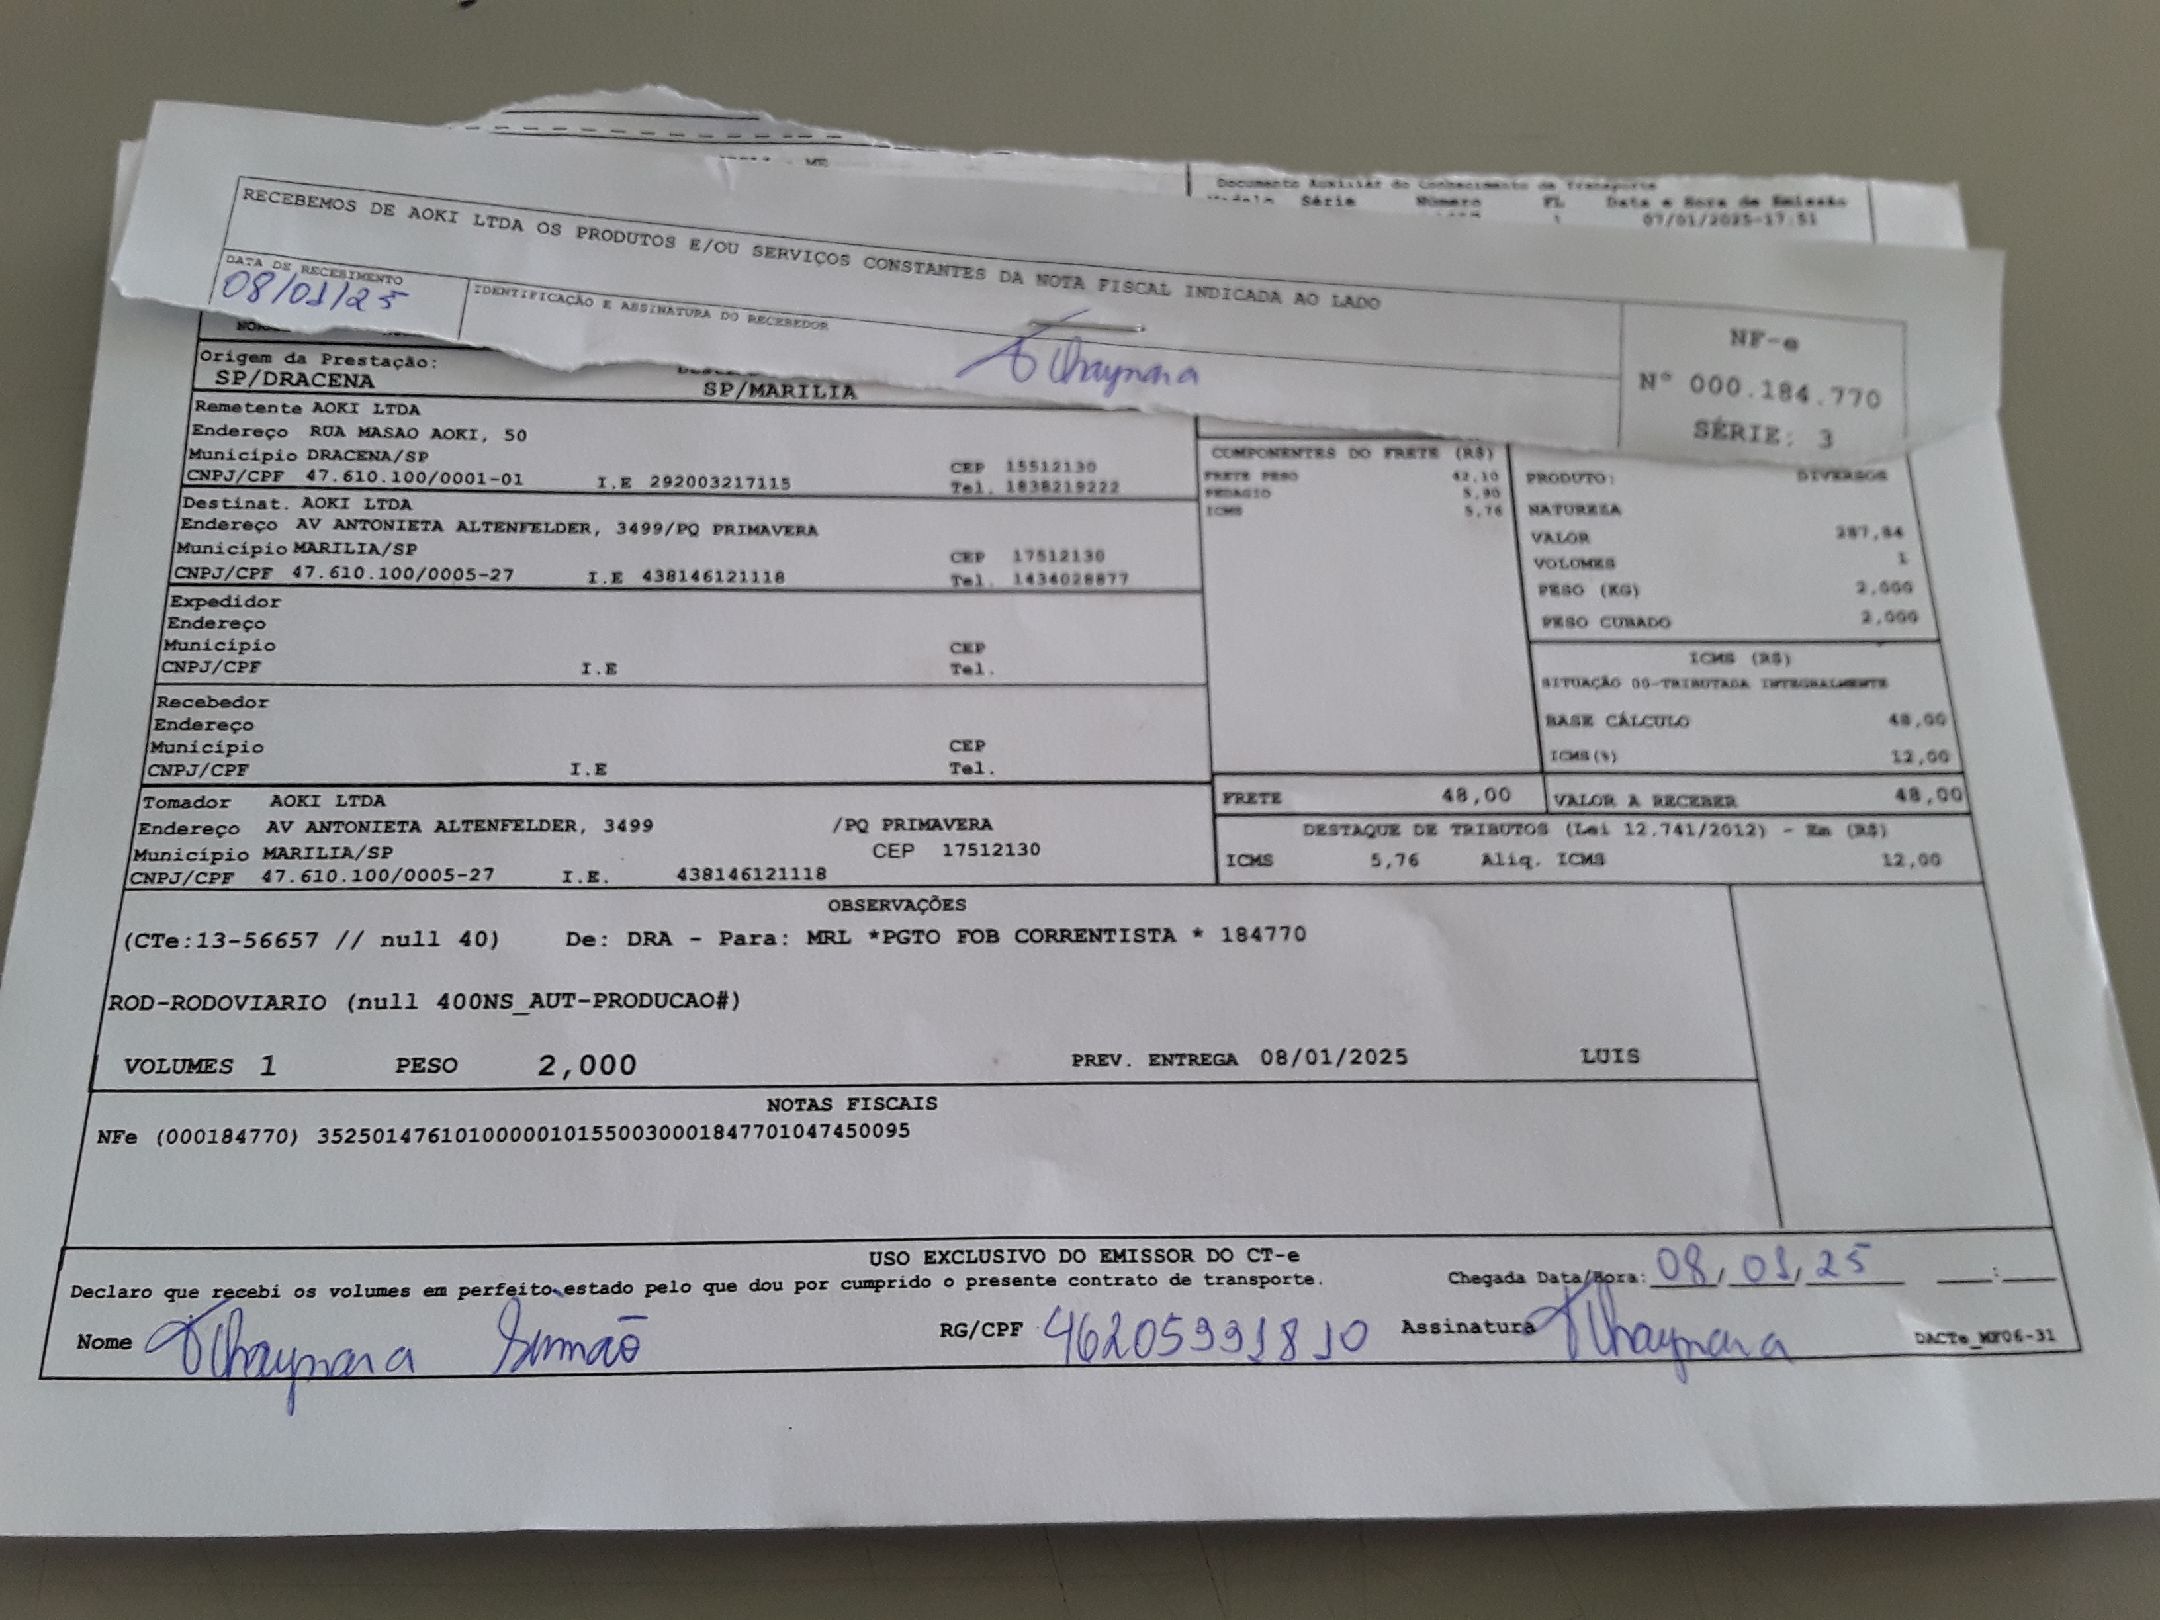 ME
Documento Auxiliar do Conhecimento de Transporte
Modelo Série Número FL Data e Hora de Emissão
1 07/01/2025-17:51
RECEBEMOS DE AOKI LTDA OS PRODUTOS E/OU SERVIÇOS CONSTANTES DA NOTA FISCAL INDICADA AO LADO
DATA DE RECEBIMENTO
08/01/25
IDENTIFICAÇÃO E ASSINATURA DO RECEBEDOR
Thaynara
NF-e
Nº 000.184.770
SÉRIE: 3
Origem da Prestação:
SP/DRACENA
SP/MARILIA
Remetente AOKI LTDA
Endereço RUA MASAO AOKI, 50
Município DRACENA/SP
CEP 15512130
CNPJ/CPF 47.610.100/0001-01 I.E 292003217115
Tel. 1838219222
Destinat. AOKI LTDA
Endereço AV ANTONIETA ALTENFELDER, 3499/PQ PRIMAVERA
Município MARILIA/SP
CEP 17512130
CNPJ/CPF 47.610.100/0005-27 I.E 438146121118
Tel. 1434028877
Expedidor
Endereço
Município CEP
CNPJ/CPF I.E Tel.
Recebedor
Endereço
Município CEP
CNPJ/CPF I.E Tel.
Tomador AOKI LTDA
Endereço AV ANTONIETA ALTENFELDER, 3499 /PQ PRIMAVERA
Município MARILIA/SP CEP 17512130
CNPJ/CPF 47.610.100/0005-27 I.E. 438146121118
COMPONENTES DO FRETE (R$)
FRETE PESO 42,10
PEDAGIO 5,90
ICMS 5,76
PRODUTO: DIVERSOS
NATUREZA
VALOR 287,84
VOLUMES 1
PESO (KG) 2,000
PESO CUBADO 2,000
ICMS (R$)
SITUAÇÃO 00-TRIBUTADA INTEGRALMENTE
BASE CÁLCULO 48,00
ICMS(%) 12,00
FRETE 48,00
VALOR A RECEBER 48,00
DESTAQUE DE TRIBUTOS (Lei 12.741/2012) - Em (R$)
ICMS 5,76 Aliq. ICMS 12,00
OBSERVAÇÕES
(CTe:13-56657 // null 40) De: DRA - Para: MRL *PGTO FOB CORRENTISTA * 184770
ROD-RODOVIARIO (null 400NS_AUT-PRODUCAO#)
VOLUMES 1 PESO 2,000 PREV. ENTREGA 08/01/2025 LUIS
NOTAS FISCAIS
NFe (000184770) 35250147610100000101550030001847701047450095
USO EXCLUSIVO DO EMISSOR DO CT-e
Declaro que recebi os volumes em perfeito estado pelo que dou por cumprido o presente contrato de transporte.
Chegada Data/Hora: 08/01/25 ____:____
Nome Thaynara Simão RG/CPF 46205991810 Assinatura Thaynara
DACTe_MF06-31